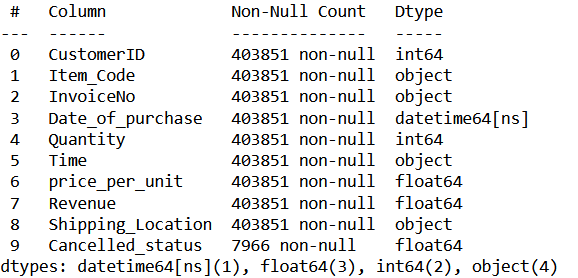 #   Column             Non-Null Count   Dtype
---  ------             --------------   -----
 0   CustomerID         403851 non-null  int64
 1   Item_Code          403851 non-null  object
 2   InvoiceNo          403851 non-null  object
 3   Date_of_purchase   403851 non-null  datetime64[ns]
 4   Quantity           403851 non-null  int64
 5   Time               403851 non-null  object
 6   price_per_unit     403851 non-null  float64
 7   Revenue            403851 non-null  float64
 8   Shipping_Location  403851 non-null  object
 9   Cancelled_status   7966 non-null    float64
dtypes: datetime64[ns](1), float64(3), int64(2), object(4)